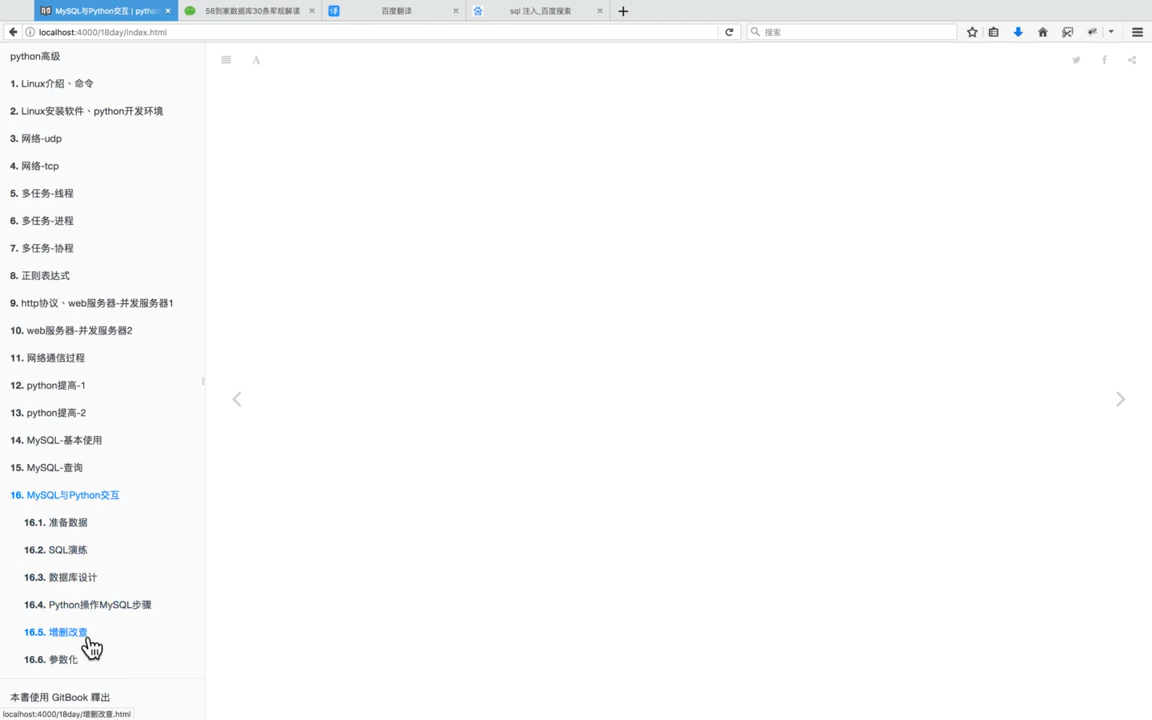 MySQL与Python交互 | pytho
58到家数据库30条军规解读
百度翻译
sql 注入_百度搜索
localhost:4000/18day/index.html
搜索
python高级
1. Linux介绍、命令
2. Linux安装软件、python开发环境
3. 网络-udp
4. 网络-tcp
5. 多任务-线程
6. 多任务-进程
7. 多任务-协程
8. 正则表达式
9. http协议、web服务器-并发服务器1
10. web服务器-并发服务器2
11. 网络通信过程
12. python提高-1
13. python提高-2
14. MySQL-基本使用
15. MySQL-查询
16. MySQL与Python交互
16.1. 准备数据
16.2. SQL演练
16.3. 数据库设计
16.4. Python操作MySQL步骤
16.5. 增删改查
16.6. 参数化
本書使用 GitBook 釋出
localhost:4000/18day/增删改查.html